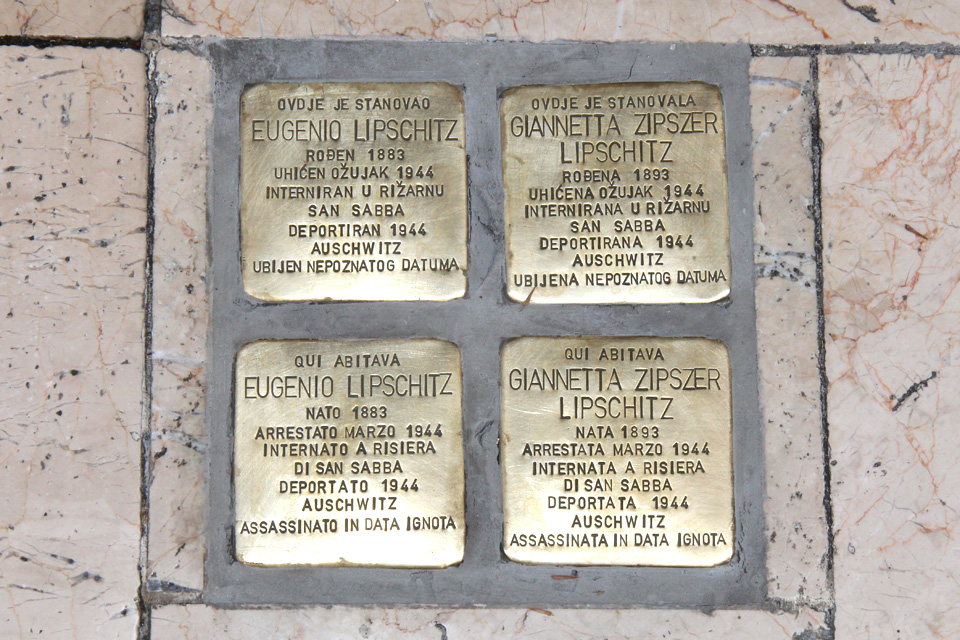 OVDJE JE STANOVAO
EUGENIO LIPSCHITZ
ROĐEN 1883
UHIĆEN OŽUJAK 1944
INTERNIRAN U RIŽARNU
SAN SABBA
DEPORTIRAN 1944
AUSCHWITZ
UBIJEN NEPOZNATOG DATUMA
OVDJE JE STANOVALA
GIANNETTA ZIPSZER
LIPSCHITZ
ROĐENA 1893
UHIĆENA OŽUJAK 1944
INTERNIRANA U RIŽARNU
SAN SABBA
DEPORTIRANA 1944
AUSCHWITZ
UBIJENA NEPOZNATOG DATUMA
QUI ABITAVA
EUGENIO LIPSCHITZ
NATO 1883
ARRESTATO MARZO 1944
INTERNATO A RISIERA
DI SAN SABBA
DEPORTATO 1944
AUSCHWITZ
ASSASSINATO IN DATA IGNOTA
QUI ABITAVA
GIANNETTA ZIPSZER
LIPSCHITZ
NATA 1893
ARRESTATA MARZO 1944
INTERNATA A RISIERA
DI SAN SABBA
DEPORTATA 1944
AUSCHWITZ
ASSASSINATA IN DATA IGNOTA